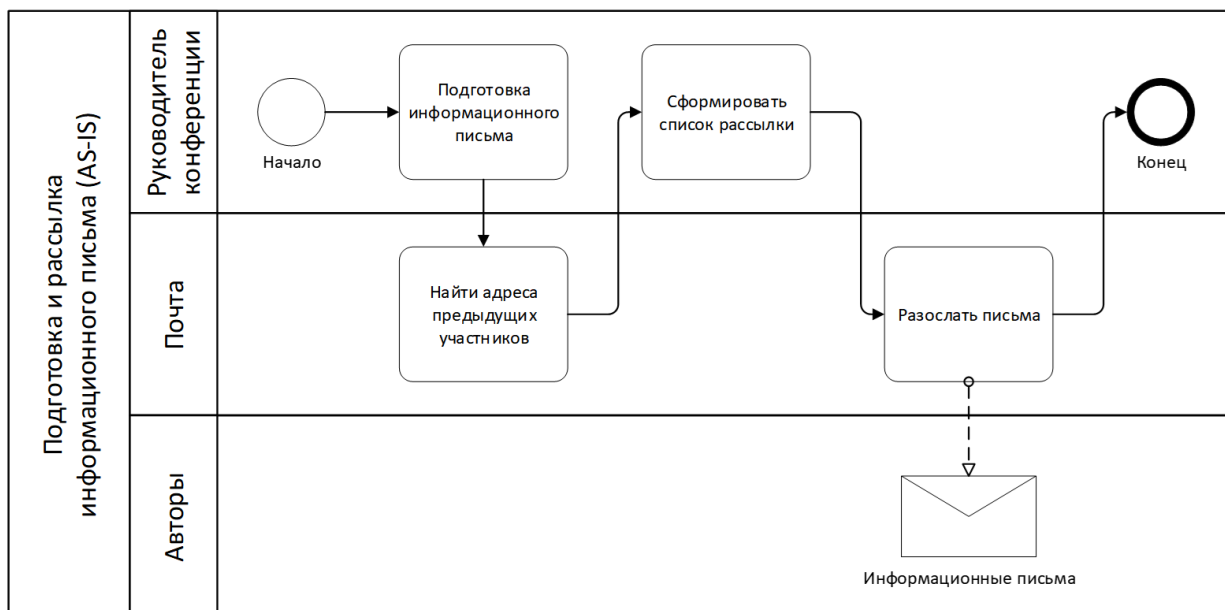 Подготовка и рассылка
информационного письма (AS-IS)
Руководитель
конференции
Начало
Подготовка
информационного
письма
Сформировать
список рассылки
Конец
Почта
Найти адреса
предыдущих
участников
Разослать письма
Авторы
Информационные письма